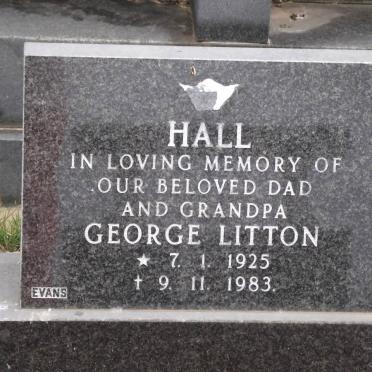 HALL
IN LOVING MEMORY OF
OUR BELOVED DAD
AND GRANDPA
GEORGE LITTON
★ 7. 1. 1925
† 9. 11. 1983.
EVANS